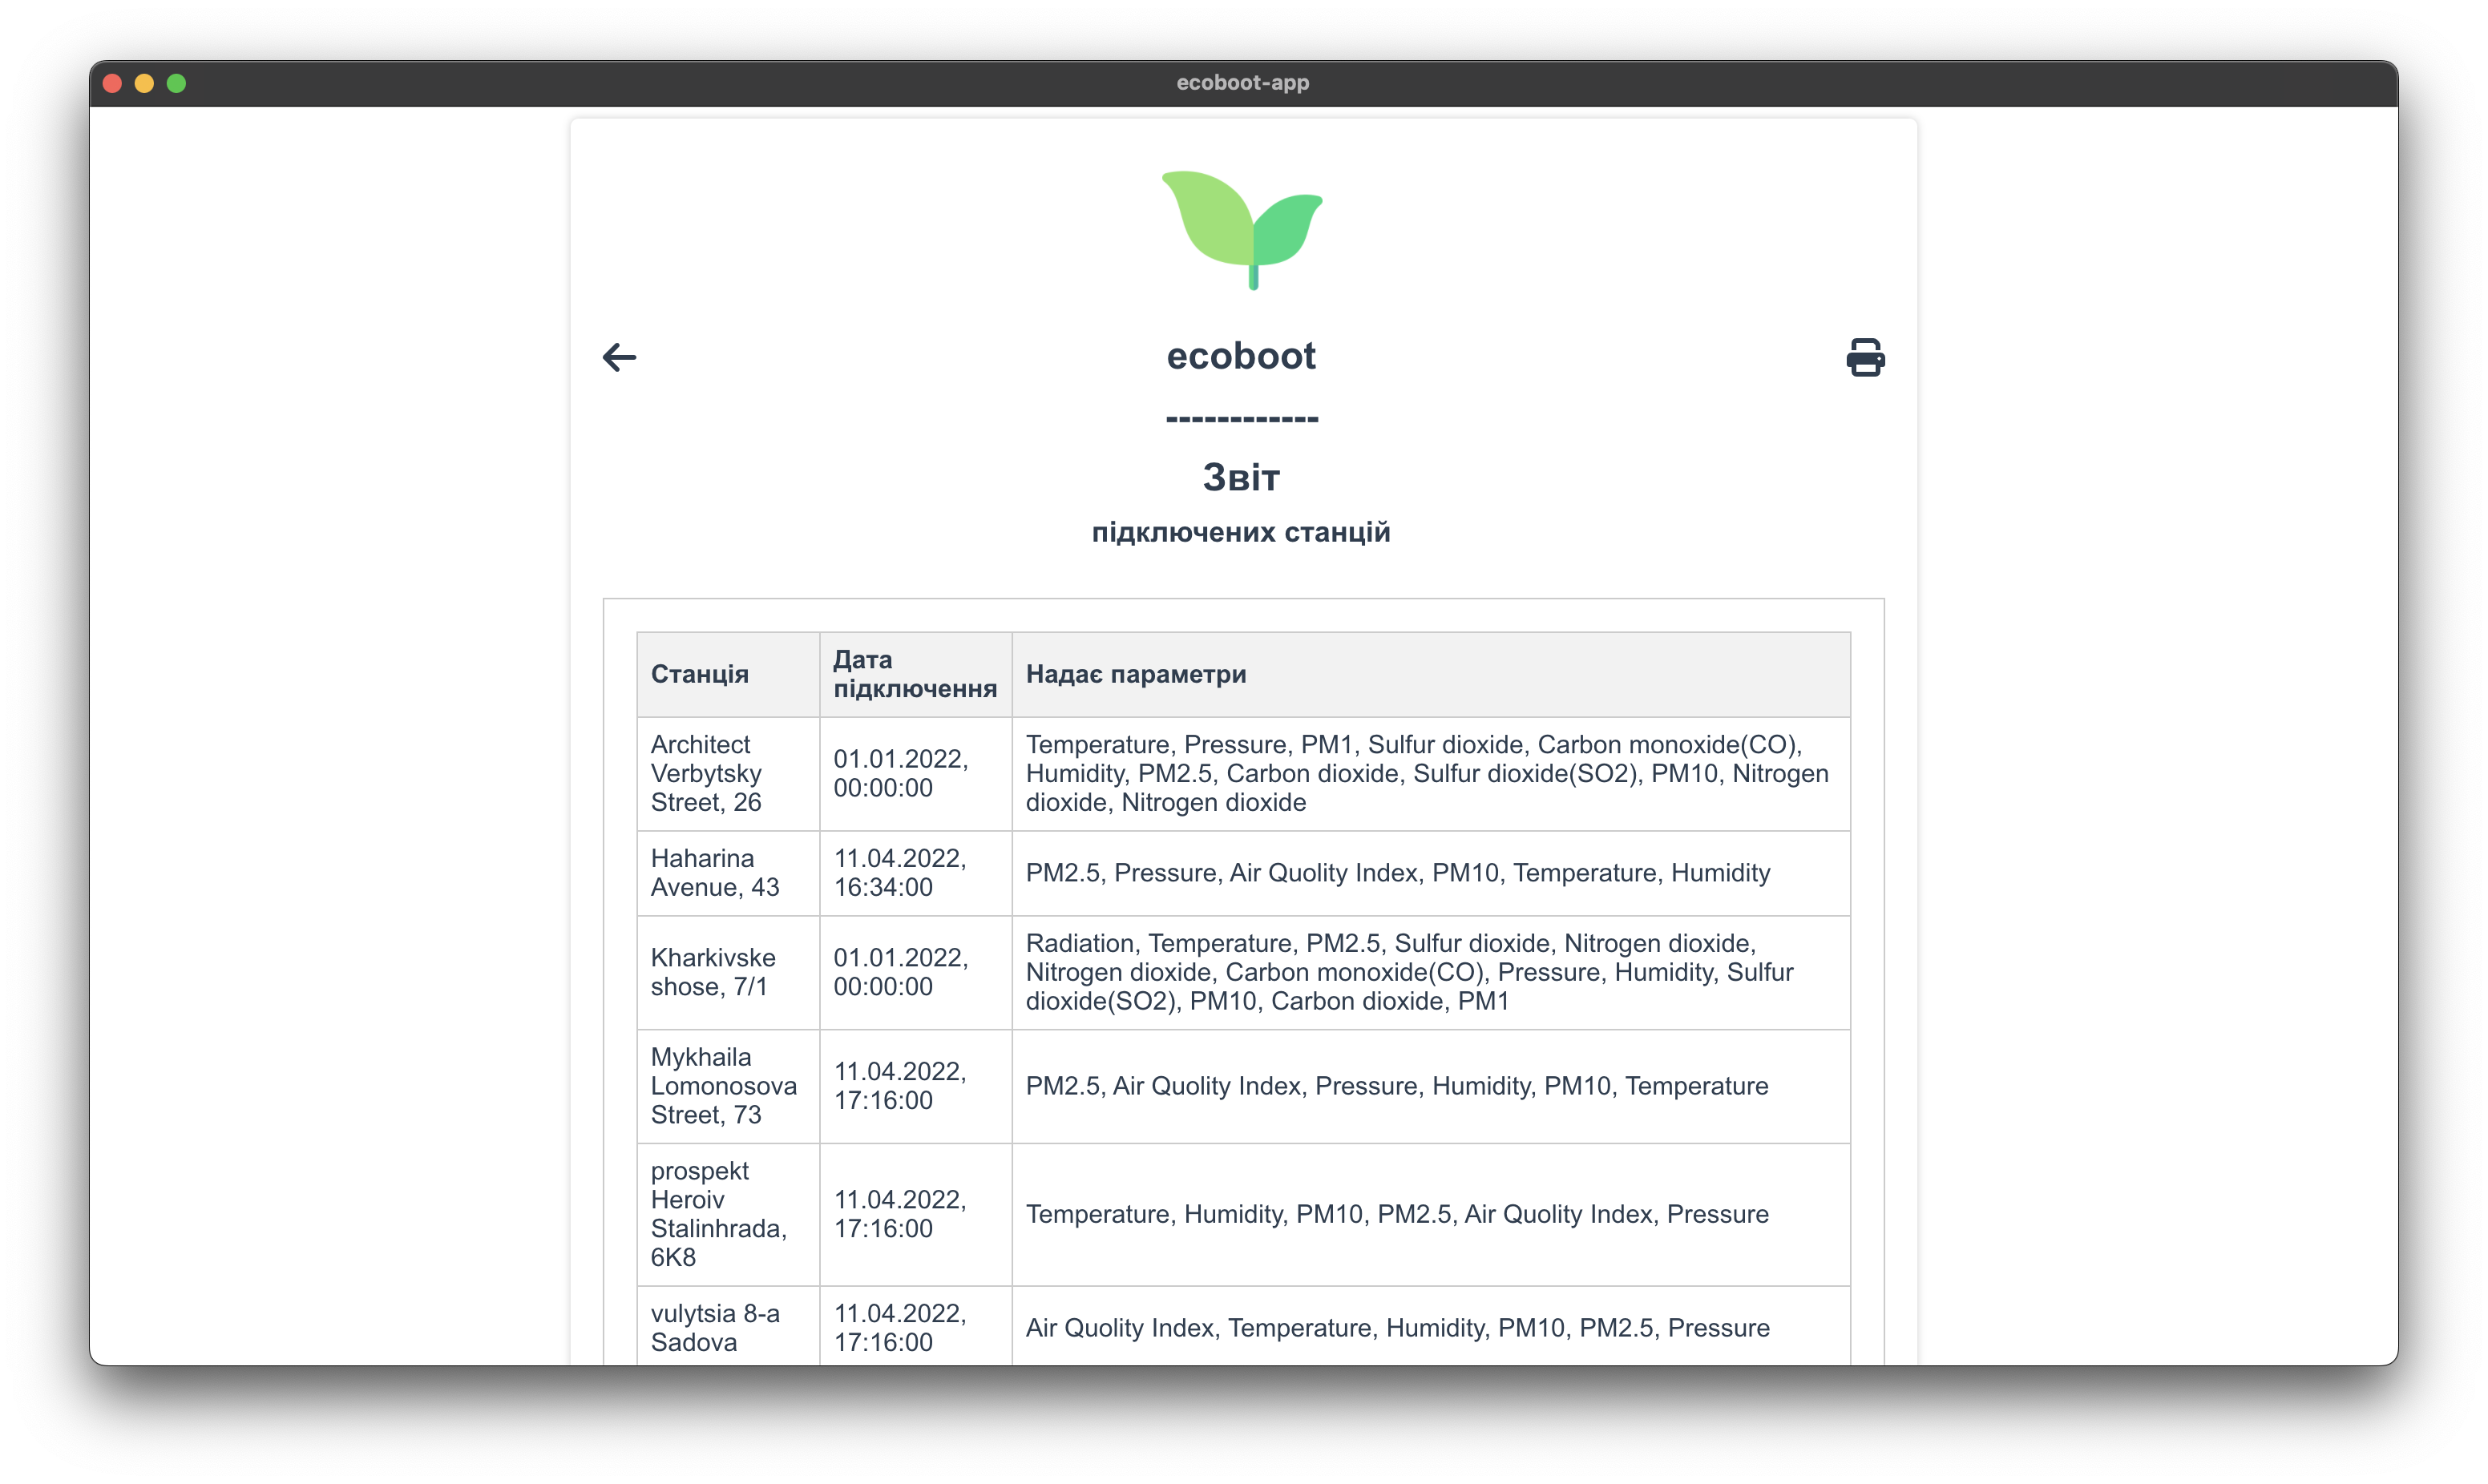 ecoboot-app
ecoboot
------------
Звіт
підключених станцій
Станція
Дата
підключення
Надає параметри
Architect
Verbytsky
Street, 26
01.01.2022,
00:00:00
Temperature, Pressure, PM1, Sulfur dioxide, Carbon monoxide(CO),
Humidity, PM2.5, Carbon dioxide, Sulfur dioxide(SO2), PM10, Nitrogen
dioxide, Nitrogen dioxide
Haharina
Avenue, 43
11.04.2022,
16:34:00
PM2.5, Pressure, Air Quolity Index, PM10, Temperature, Humidity
Kharkivske
shose, 7/1
01.01.2022,
00:00:00
Radiation, Temperature, PM2.5, Sulfur dioxide, Nitrogen dioxide,
Nitrogen dioxide, Carbon monoxide(CO), Pressure, Humidity, Sulfur
dioxide(SO2), PM10, Carbon dioxide, PM1
Mykhaila
Lomonosova
Street, 73
11.04.2022,
17:16:00
PM2.5, Air Quolity Index, Pressure, Humidity, PM10, Temperature
prospekt
Heroiv
Stalinhrada,
6K8
11.04.2022,
17:16:00
Temperature, Humidity, PM10, PM2.5, Air Quolity Index, Pressure
vulytsia 8-a
Sadova
11.04.2022,
17:16:00
Air Quolity Index, Temperature, Humidity, PM10, PM2.5, Pressure